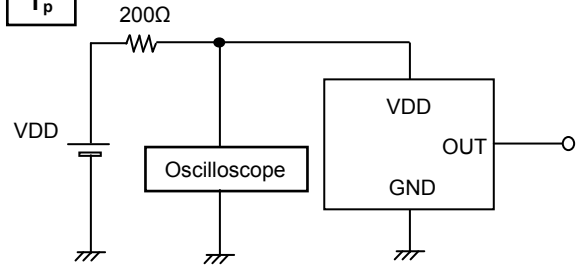 Tₚ
200Ω
VDD
VDD
OUT
Oscilloscope
GND